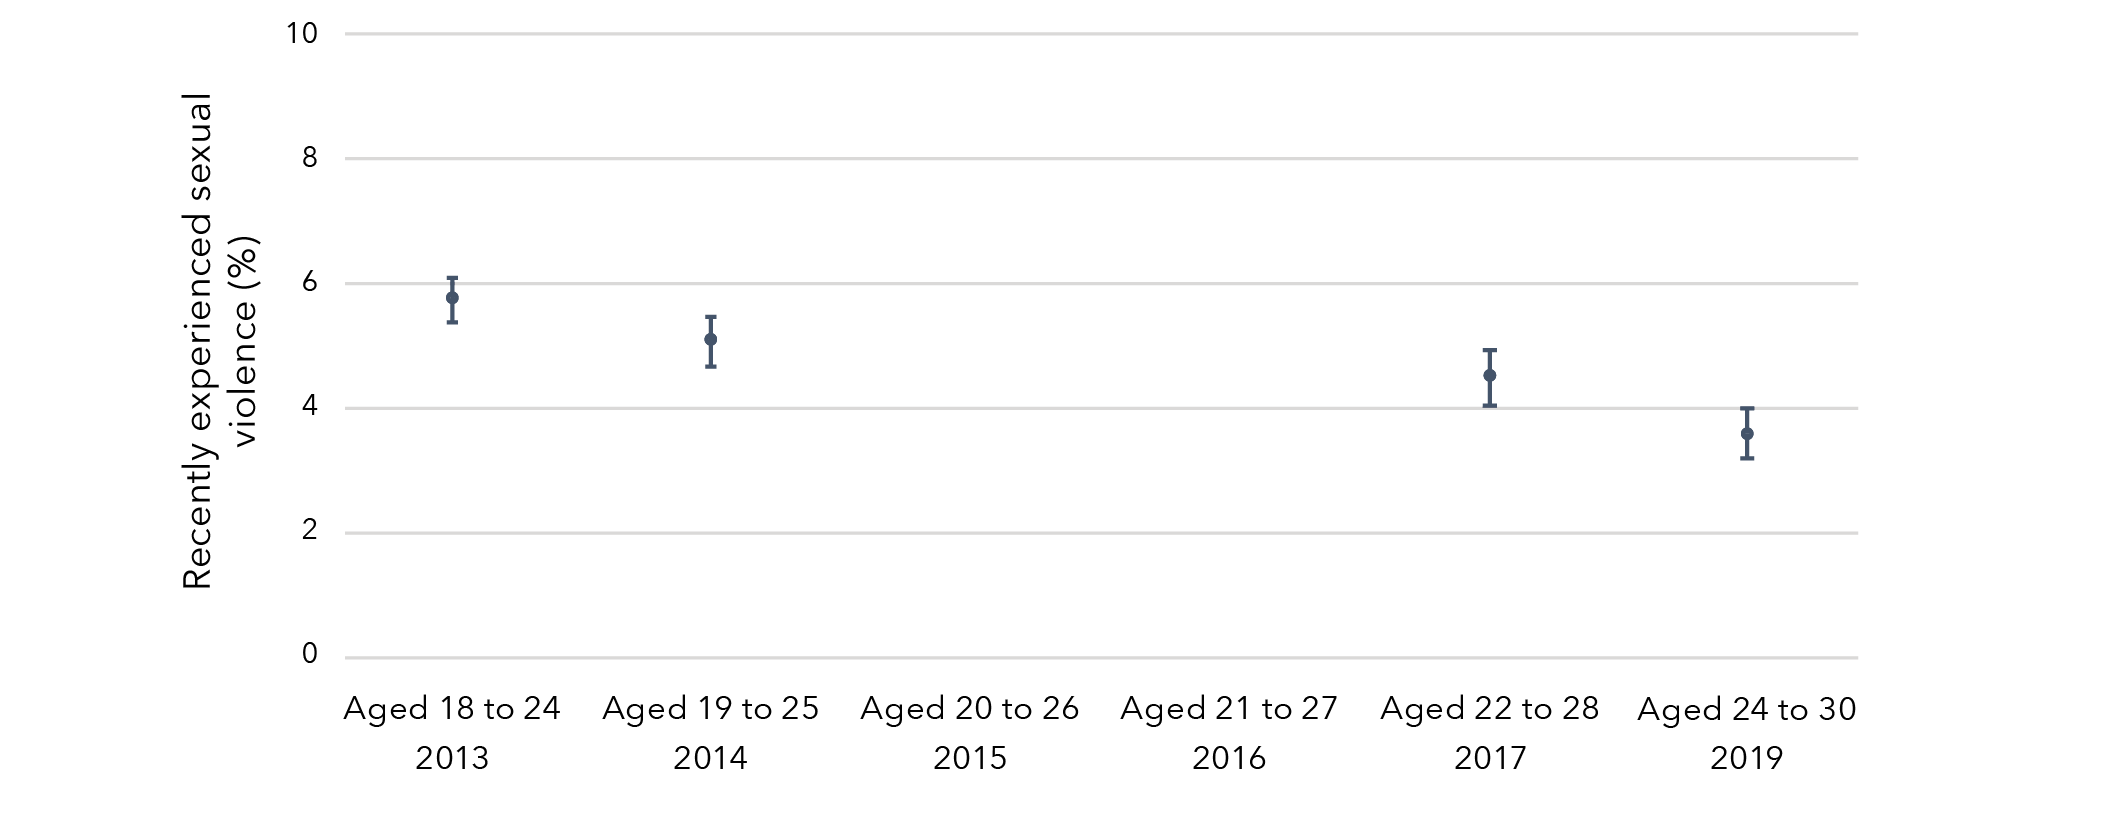 Recently experienced sexual
violence (%)
10
8
6
4
2
0
Aged 18 to 24
2013
Aged 19 to 25
2014
Aged 20 to 26
2015
Aged 21 to 27
2016
Aged 22 to 28
2017
Aged 24 to 30
2019